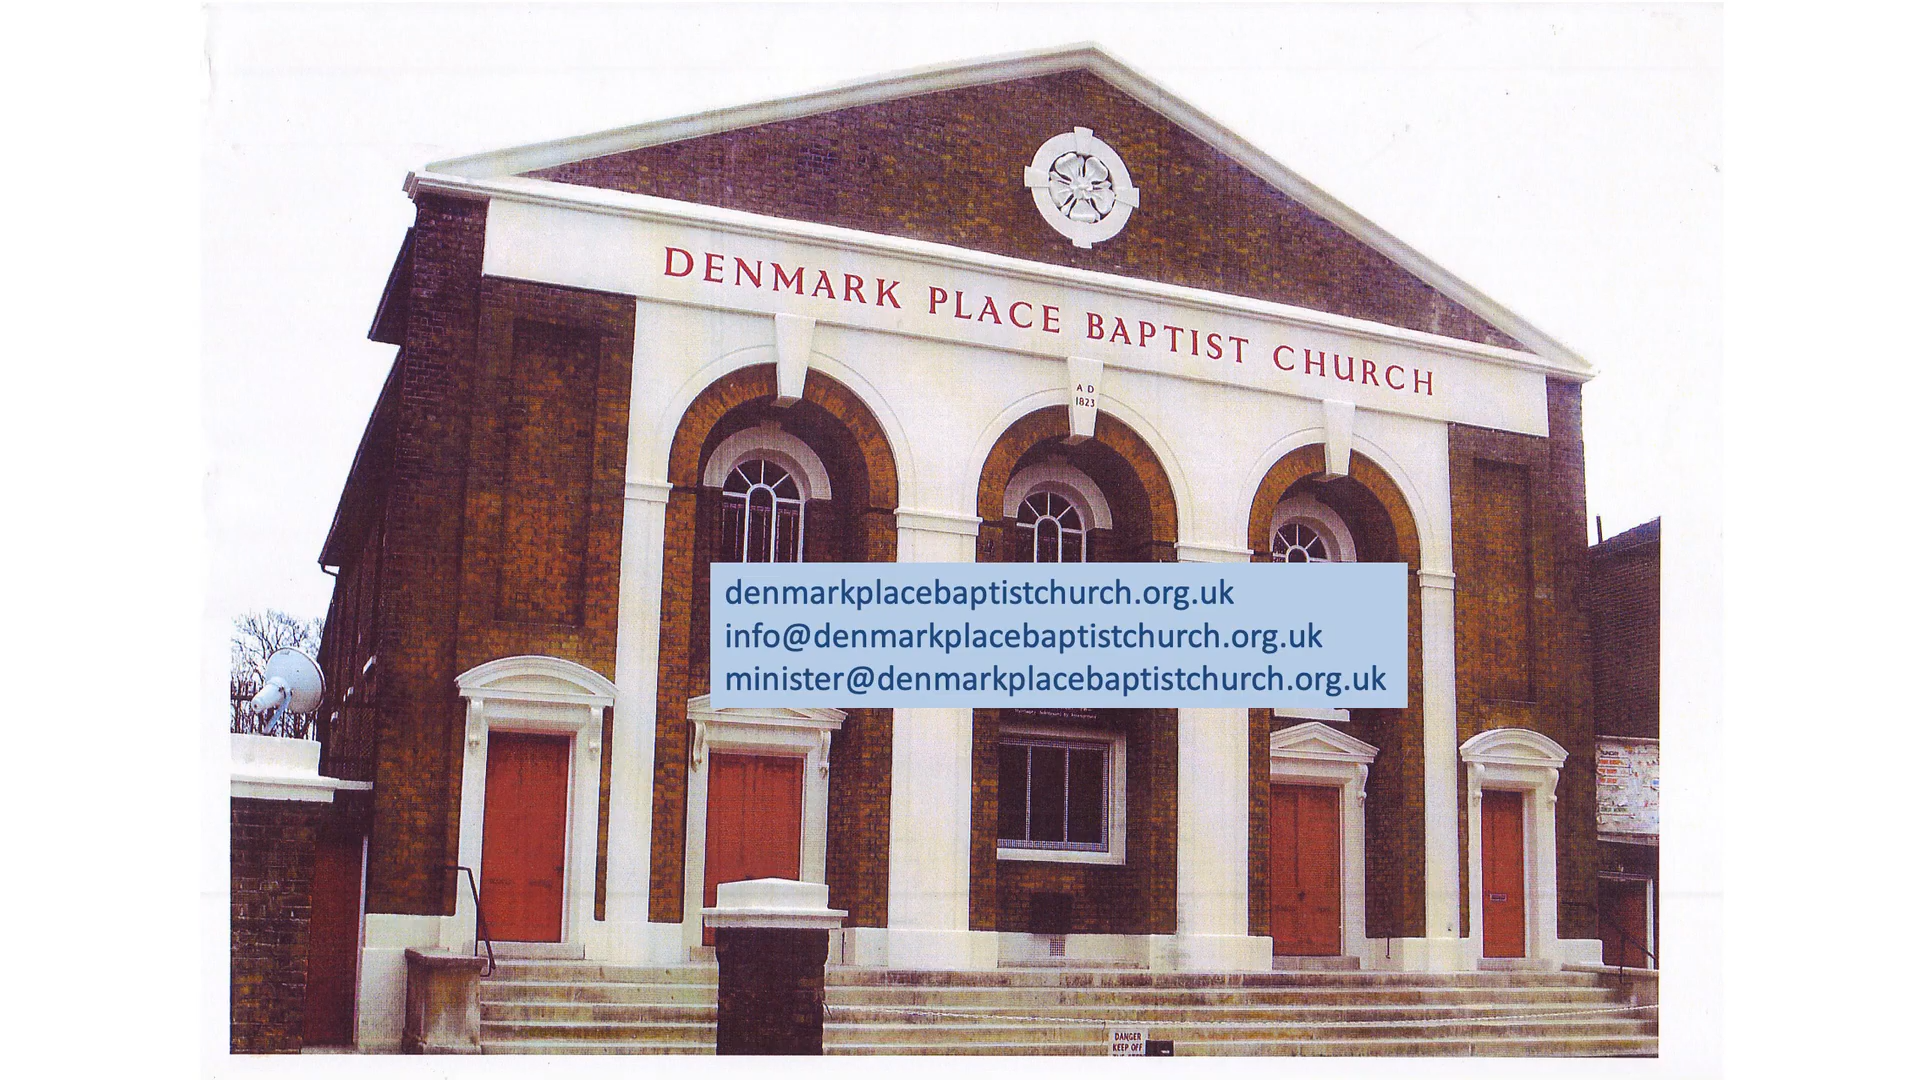 DENMARK PLACE BAPTIST CHURCH
A D
1823
denmarkplacebaptistchurch.org.uk
info@denmarkplacebaptistchurch.org.uk
minister@denmarkplacebaptistchurch.org.uk
DANGER
KEEP OFF